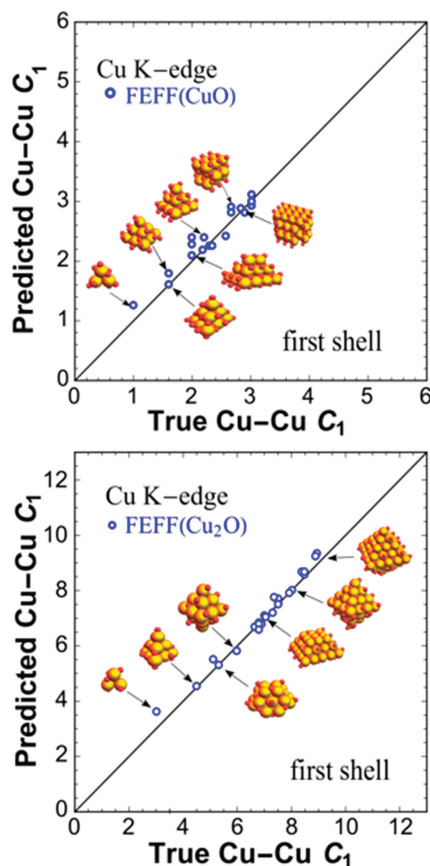 6
5
4
3
2
1
0
Predicted Cu–Cu C₁
Cu K–edge
FEFF(CuO)
first shell
0 1 2 3 4 5 6
True Cu–Cu C₁
12
10
8
6
4
2
0
Predicted Cu–Cu C₁
Cu K–edge
FEFF(Cu₂O)
first shell
0 2 4 6 8 10 12
True Cu–Cu C₁